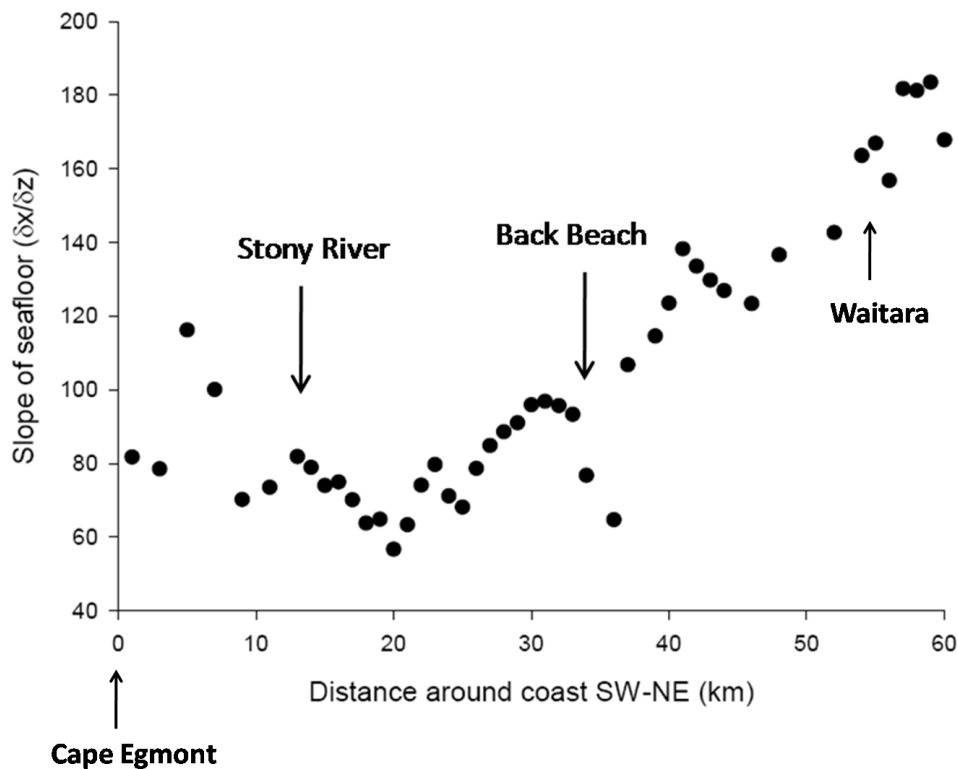 200
180
160
140
120
100
80
60
40
Slope of seafloor (δx/δz)
Stony River
Back Beach
Waitara
0 10 20 30 40 50 60
Distance around coast SW-NE (km)
Cape Egmont